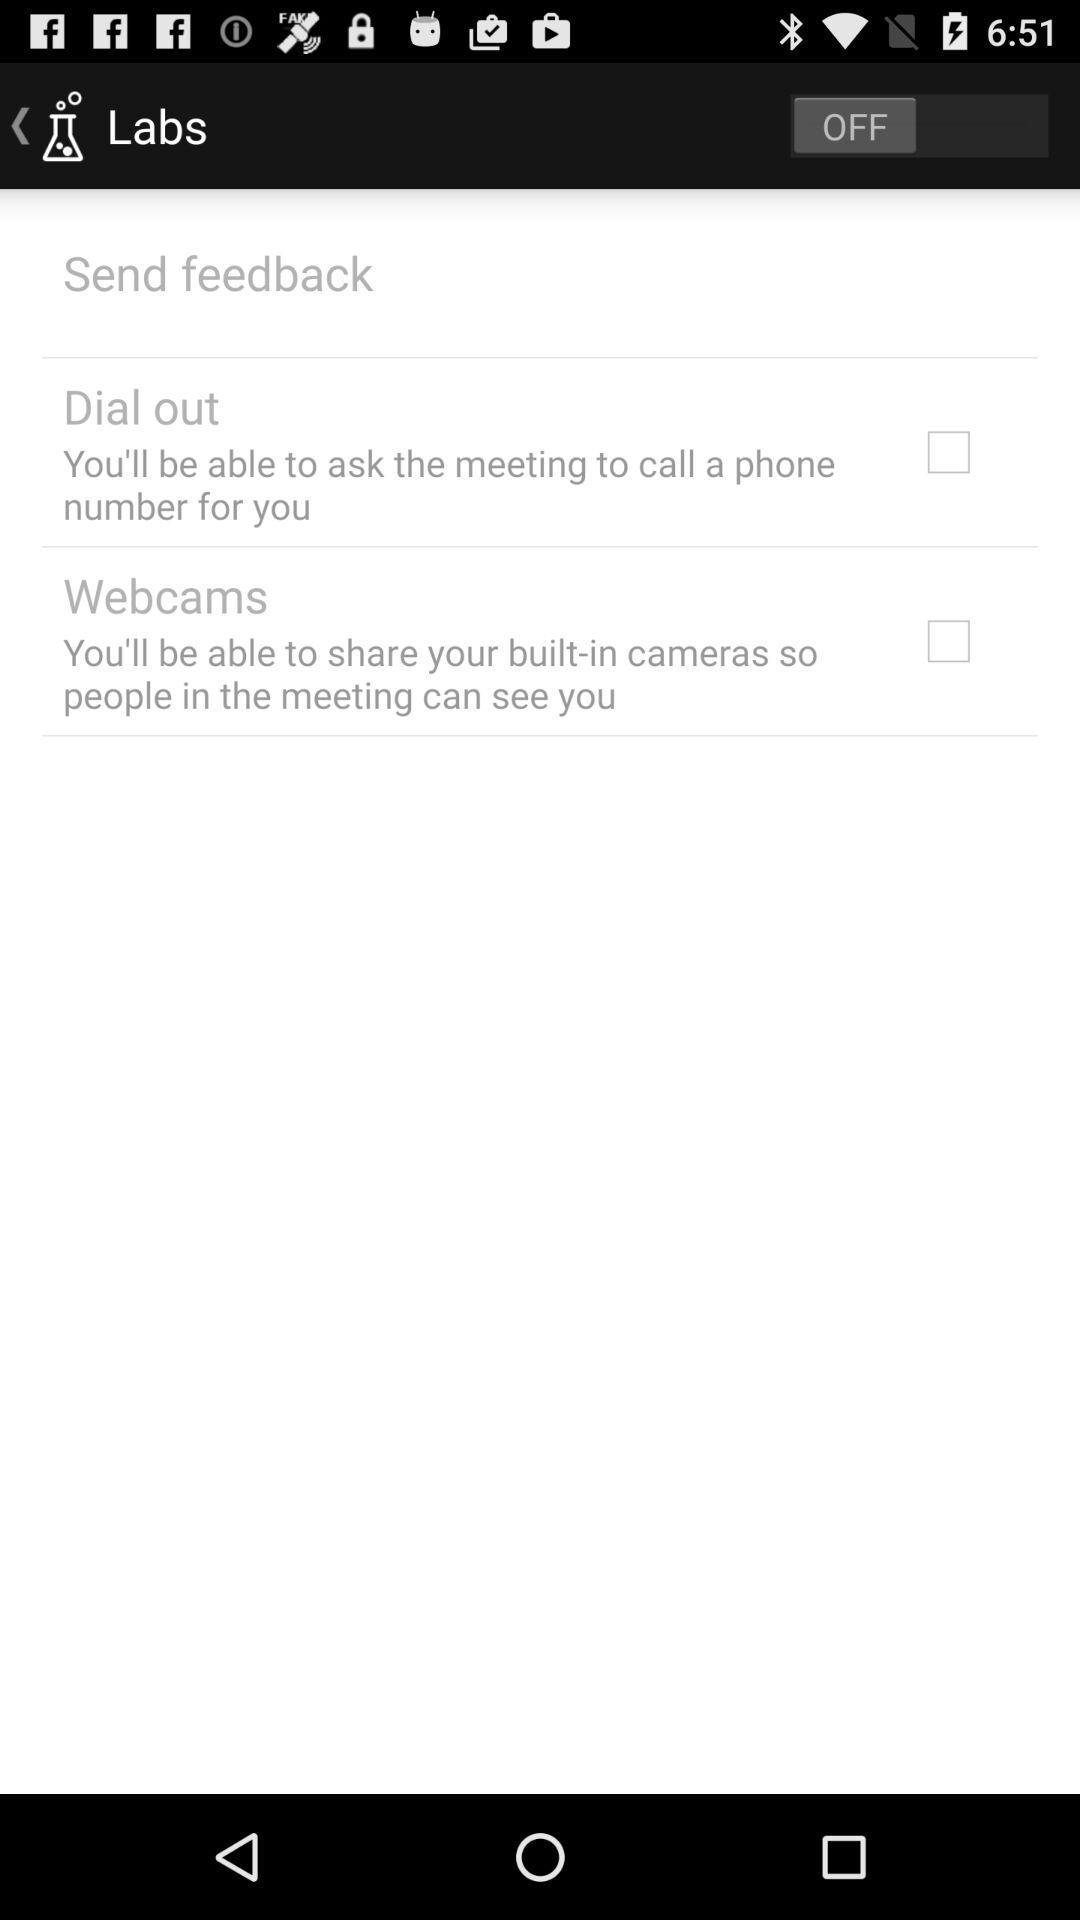 FAKE
6:51
Labs
OFF
Send feedback
Dial out
You'll be able to ask the meeting to call a phone
number for you
Webcams
You'll be able to share your built-in cameras so
people in the meeting can see you